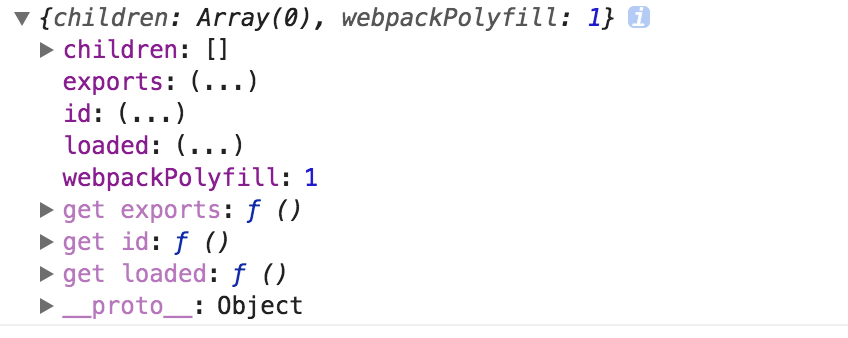 {children: Array(0), webpackPolyfill: 1} i
children: []
exports: (...)
id: (...)
loaded: (...)
webpackPolyfill: 1
get exports: ƒ ()
get id: ƒ ()
get loaded: ƒ ()
__proto__: Object